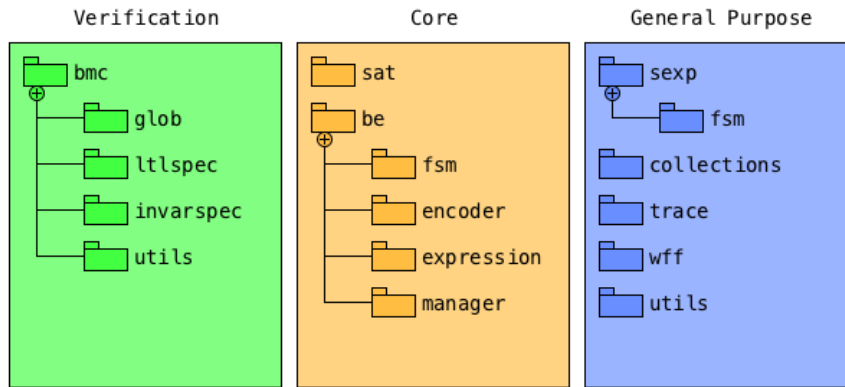 Verification
bmc
glob
ltlspec
invarspec
utils
Core
sat
be
fsm
encoder
expression
manager
General Purpose
sexp
fsm
collections
trace
wff
utils